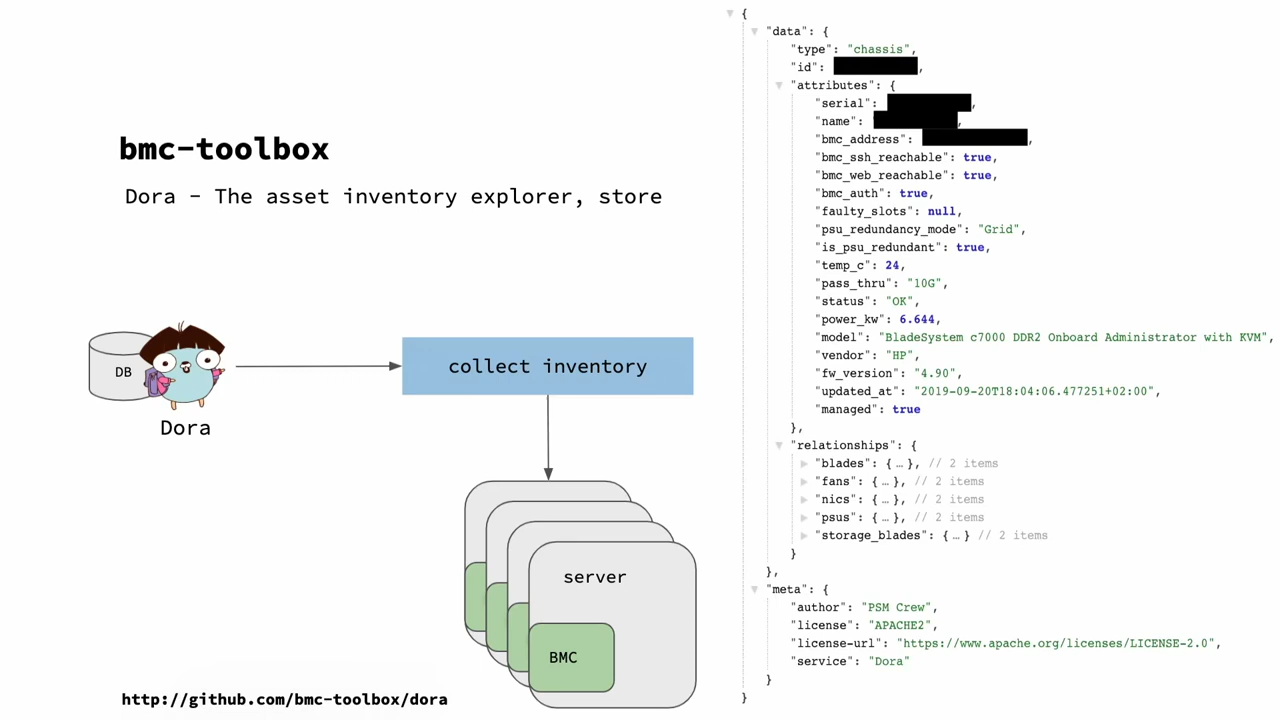 bmc-toolbox
Dora - The asset inventory explorer, store
DB
Dora
collect inventory
server
BMC
http://github.com/bmc-toolbox/dora
{
"data": {
"type": "chassis",
"id": ,
"attributes": {
"serial": ,
"name": ,
"bmc_address": ,
"bmc_ssh_reachable": true,
"bmc_web_reachable": true,
"bmc_auth": true,
"faulty_slots": null,
"psu_redundancy_mode": "Grid",
"is_psu_redundant": true,
"temp_c": 24,
"pass_thru": "10G",
"status": "OK",
"power_kw": 6.644,
"model": "BladeSystem c7000 DDR2 Onboard Administrator with KVM",
"vendor": "HP",
"fw_version": "4.90",
"updated_at": "2019-09-20T18:04:06.477251+02:00",
"managed": true
},
"relationships": {
"blades": {…}, // 2 items
"fans": {…}, // 2 items
"nics": {…}, // 2 items
"psus": {…}, // 2 items
"storage_blades": {…} // 2 items
}
},
"meta": {
"author": "PSM Crew",
"license": "APACHE2",
"license-url": "https://www.apache.org/licenses/LICENSE-2.0",
"service": "Dora"
}
}